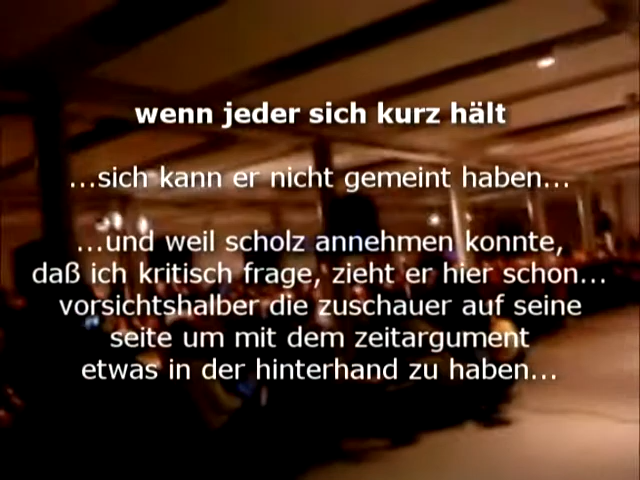 wenn jeder sich kurz hält
...sich kann er nicht gemeint haben...
...und weil scholz annehmen konnte,
daß ich kritisch frage, zieht er hier schon...
vorsichtshalber die zuschauer auf seine
seite um mit dem zeitargument
etwas in der hinterhand zu haben...